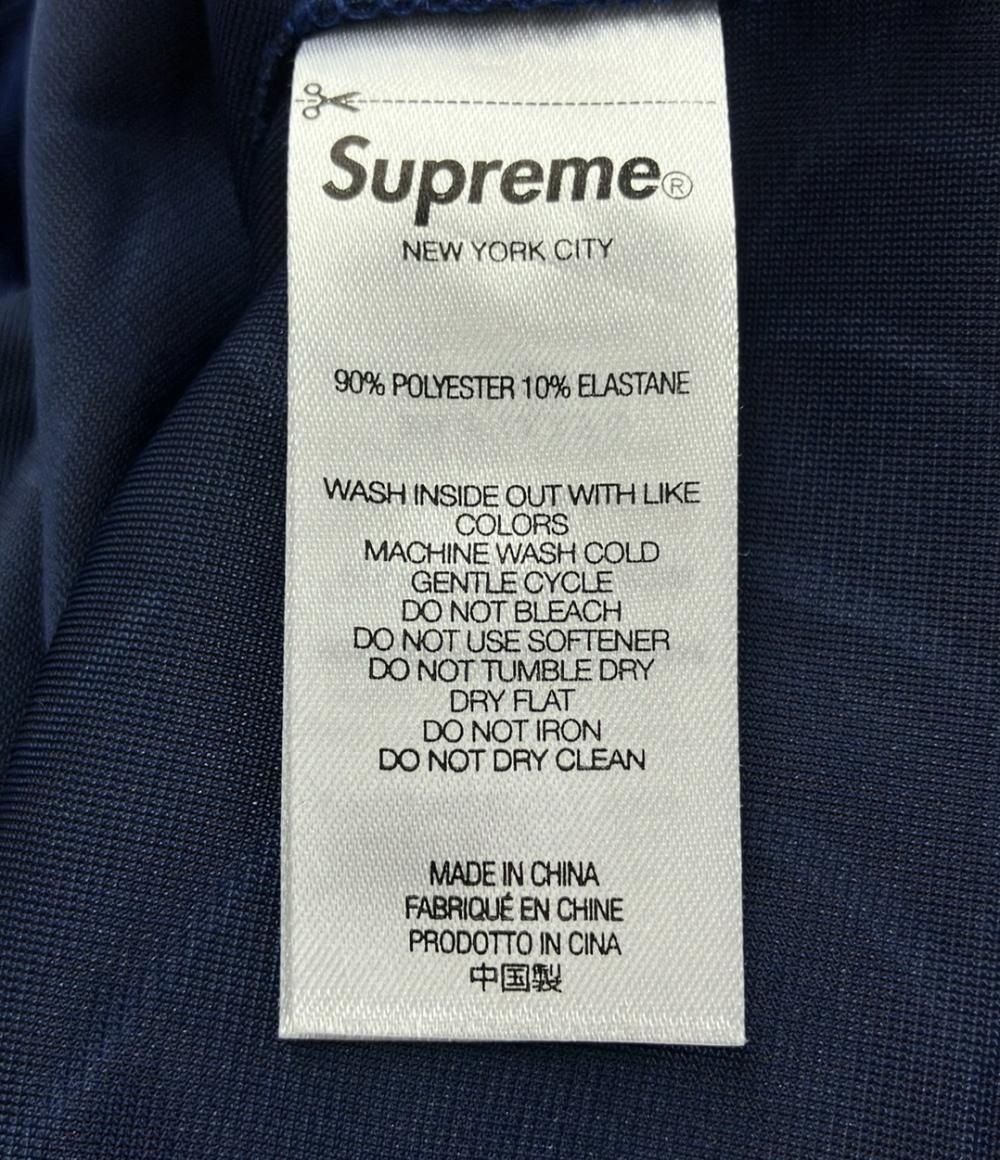 Supreme®
NEW YORK CITY
90% POLYESTER 10% ELASTANE
WASH INSIDE OUT WITH LIKE
COLORS
MACHINE WASH COLD
GENTLE CYCLE
DO NOT BLEACH
DO NOT USE SOFTENER
DO NOT TUMBLE DRY
DRY FLAT
DO NOT IRON
DO NOT DRY CLEAN
MADE IN CHINA
FABRIQUÉ EN CHINE
PRODOTTO IN CINA
中国製